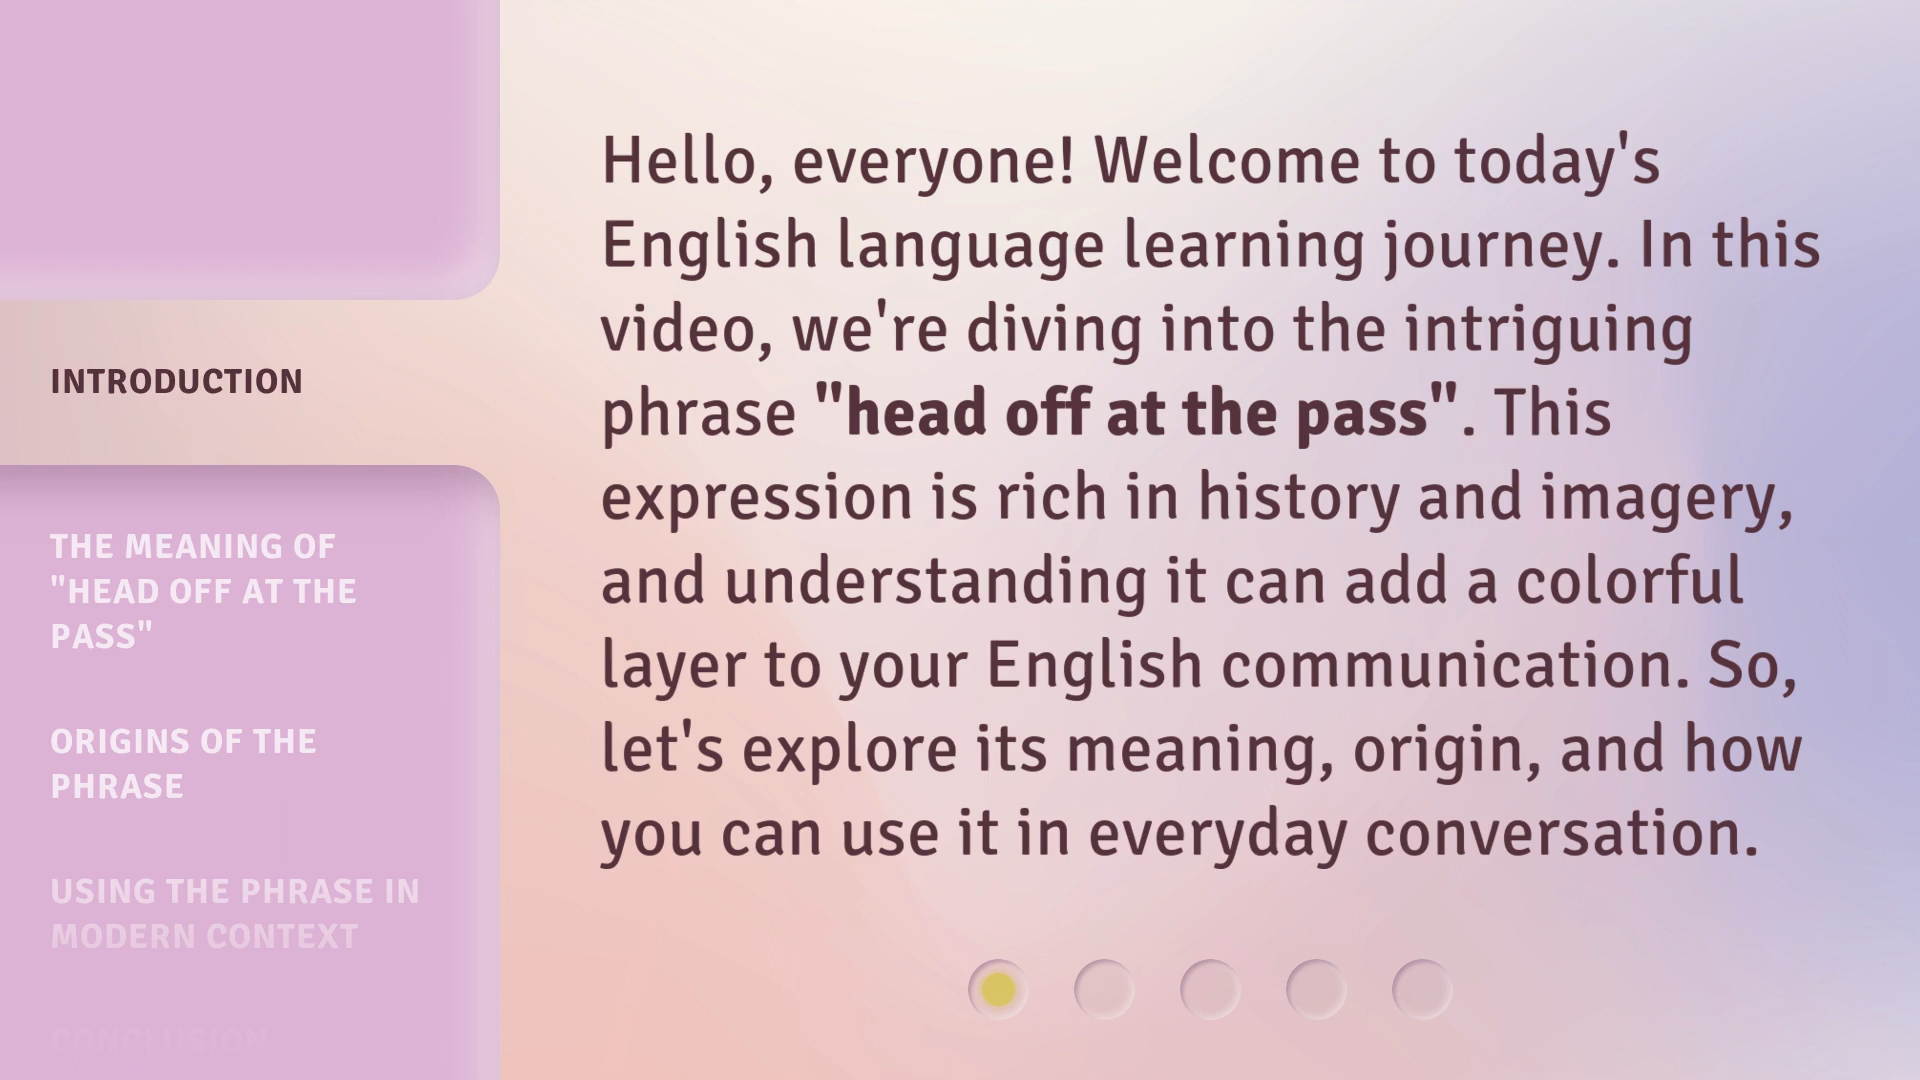 INTRODUCTION
THE MEANING OF
"HEAD OFF AT THE
PASS"
ORIGINS OF THE
PHRASE
USING THE PHRASE IN
MODERN CONTEXT
CONCLUSION
Hello, everyone! Welcome to today's
English language learning journey. In this
video, we're diving into the intriguing
phrase "head off at the pass". This
expression is rich in history and imagery,
and understanding it can add a colorful
layer to your English communication. So,
let's explore its meaning, origin, and how
you can use it in everyday conversation.